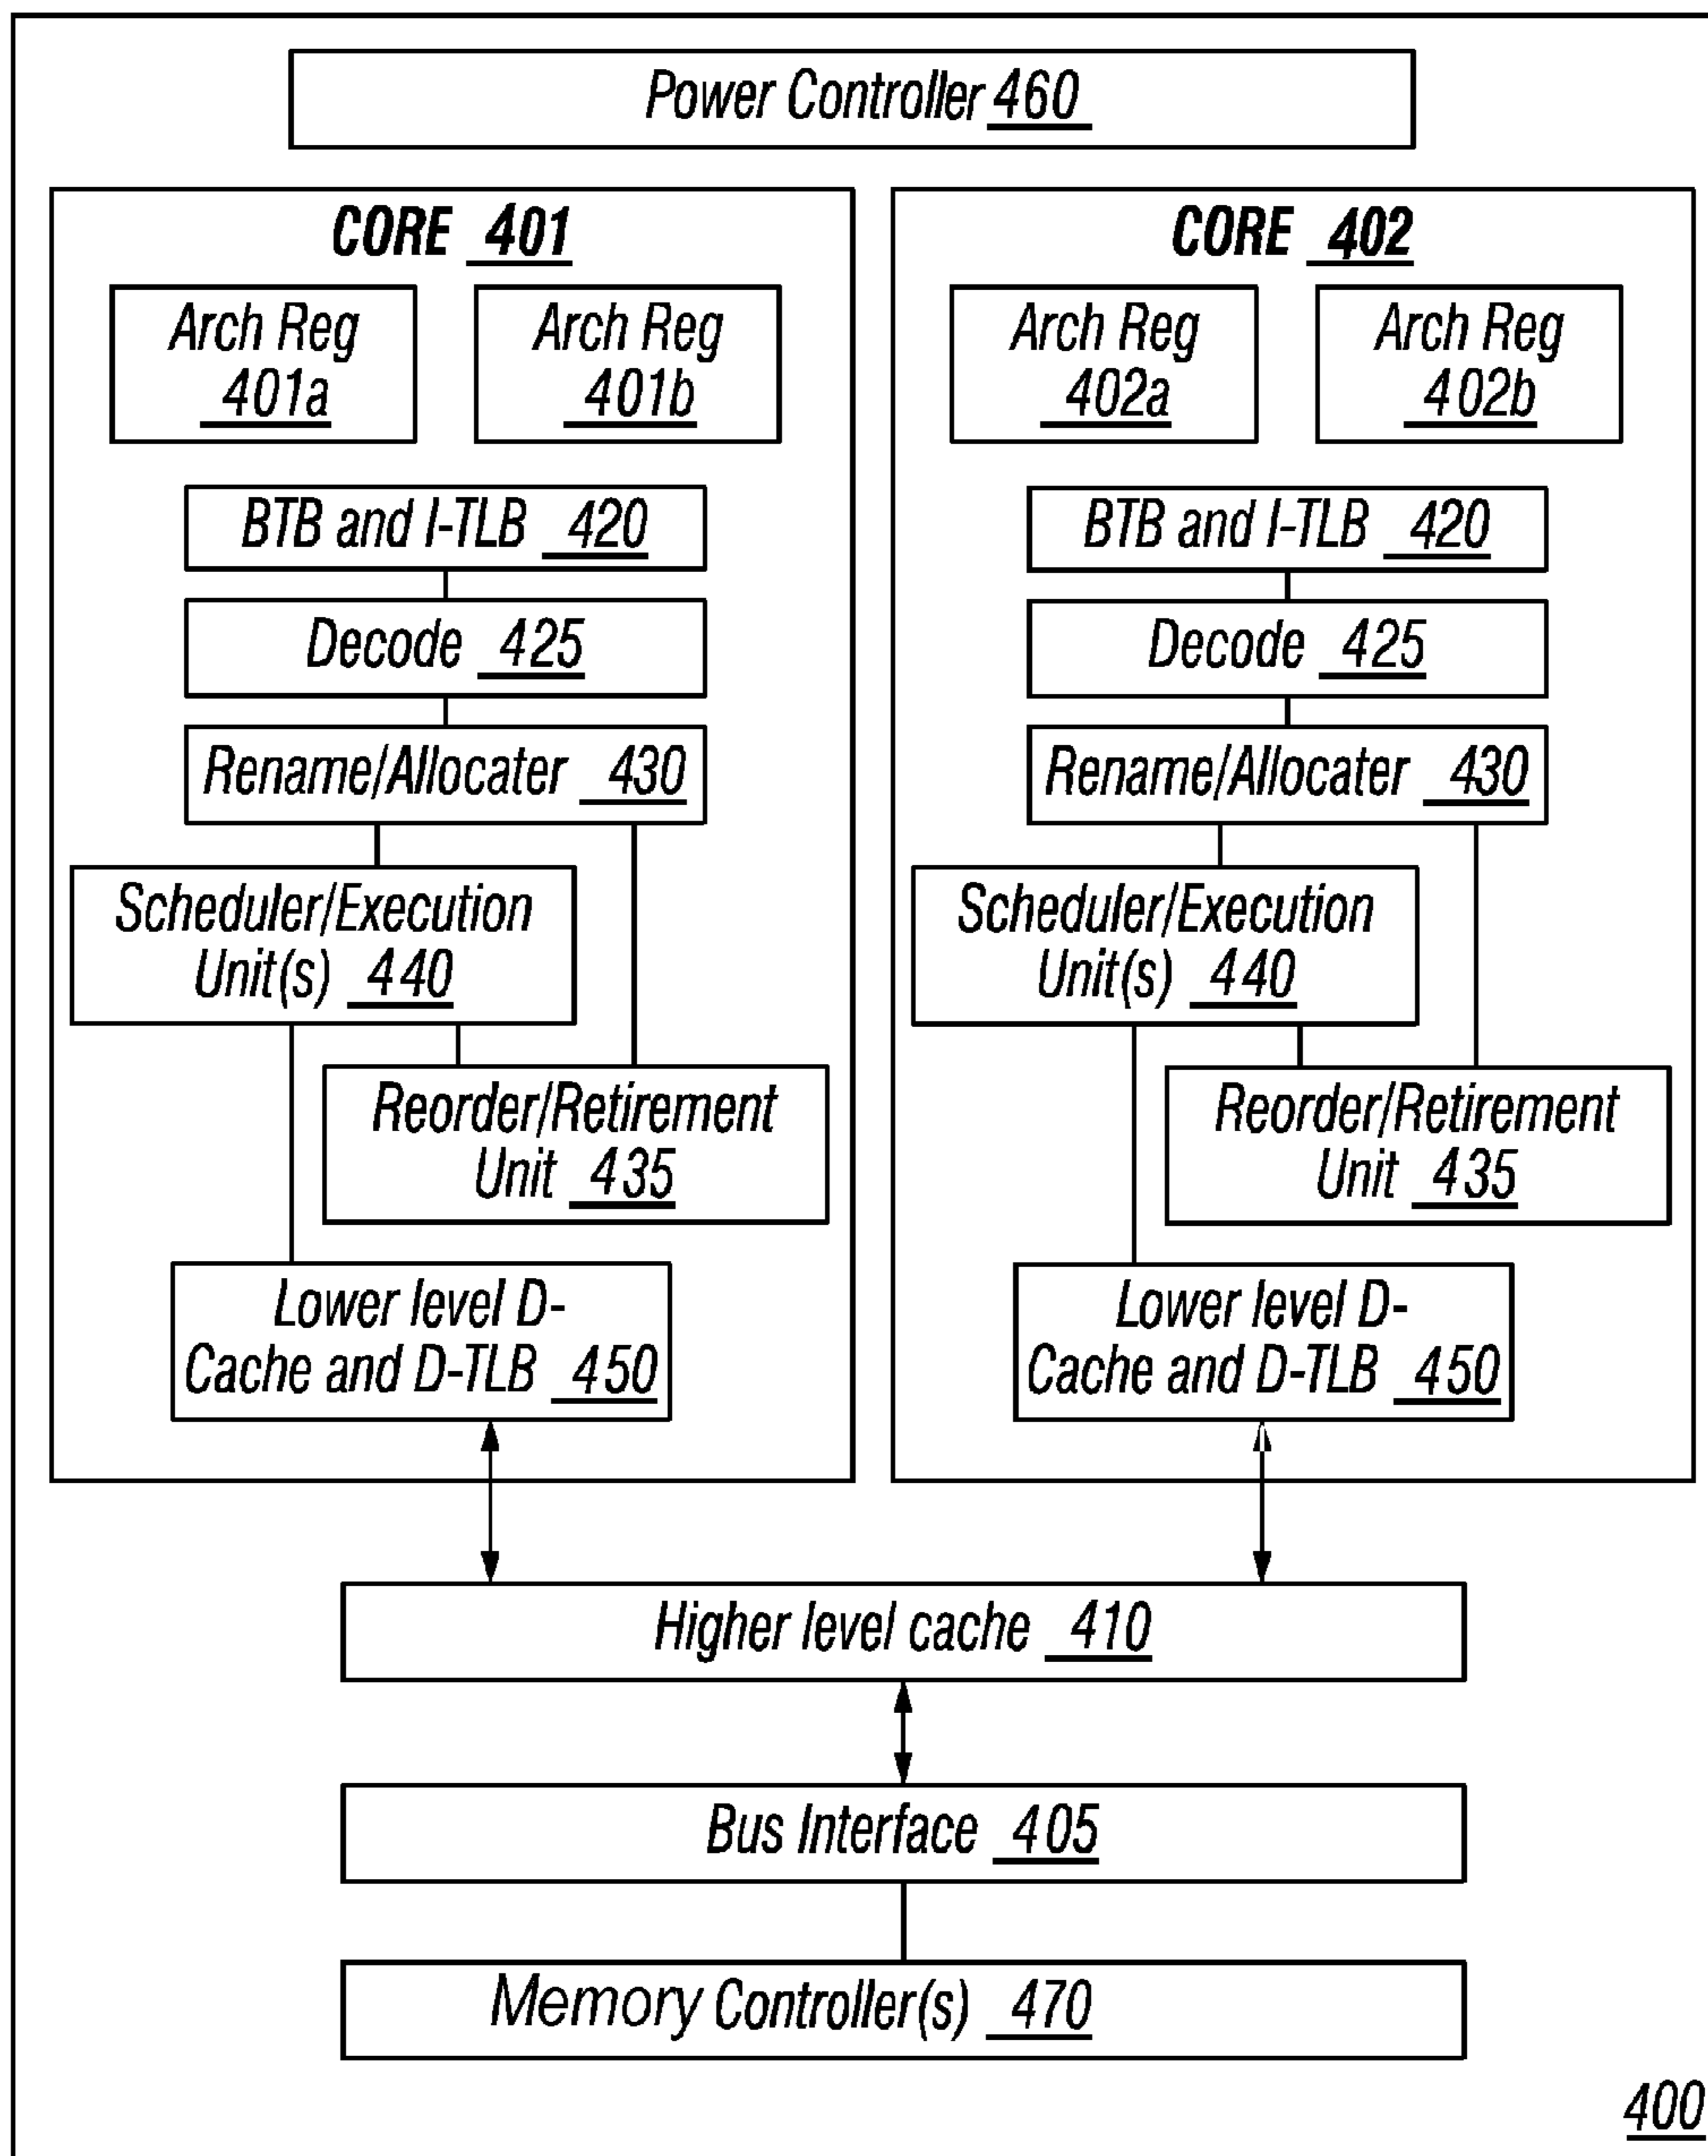 Power Controller 460
CORE 401
Arch Reg
401a
Arch Reg
401b
BTB and I-TLB 420
Decode 425
Rename/Allocater 430
Scheduler/Execution
Unit(s) 440
Reorder/Retirement
Unit 435
Lower level D-
Cache and D-TLB 450
CORE 402
Arch Reg
402a
Arch Reg
402b
BTB and I-TLB 420
Decode 425
Rename/Allocater 430
Scheduler/Execution
Unit(s) 440
Reorder/Retirement
Unit 435
Lower level D-
Cache and D-TLB 450
Higher level cache 410
Bus Interface 405
Memory Controller(s) 470
400